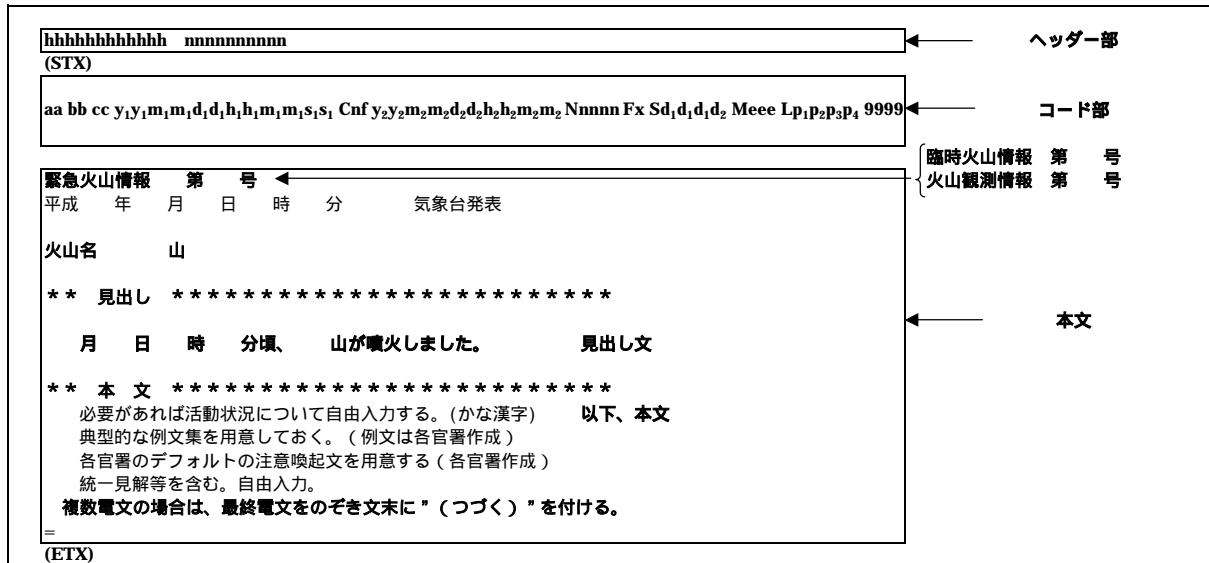 hhhhhhhhhhhh nnnnnnnnnn ヘッダー部
(STX)
aa bb cc y₁y₁m₁m₁d₁d₁h₁h₁m₁m₁s₁s₁ Cnf y₂y₂m₂m₂d₂d₂h₂h₂m₂m₂ Nnnnn Fx Sd₁d₁d₁d₂ Meee Lp₁p₂p₃p₄ 9999 コード部
臨時火山情報 第 号
緊急火山情報 第 号 火山観測情報 第 号
平成 年 月 日 時 分 気象台発表
火山名 山
** 見出し *************************
本文
月 日 時 分頃、 山が噴火しました。 見出し文
** 本 文 *************************
必要があれば活動状況について自由入力する。(かな漢字) 以下、本文
典型的な例文集を用意しておく。(例文は各官署作成)
各官署のデフォルトの注意喚起文を用意する(各官署作成)
統一見解等を含む。自由入力。
複数電文の場合は、最終電文をのぞき文末に"(つづく)"を付ける。
=
(ETX)